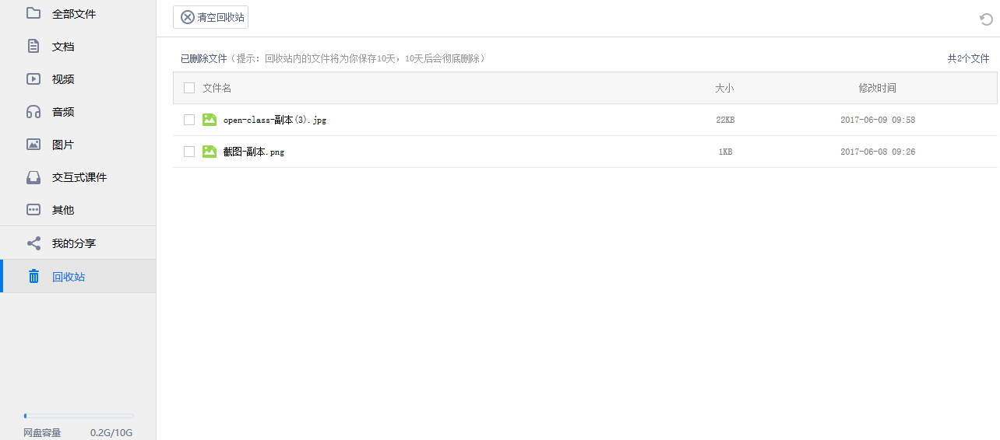 全部文件
文档
视频
音频
图片
交互式课件
其他
我的分享
回收站
网盘容量 0.2G/10G
清空回收站
已删除文件（提示：回收站内的文件将为你保存10天，10天后会彻底删除） 共2个文件
文件名 大小 修改时间
open-class-副本(3).jpg 22KB 2017-06-09 09:58
截图-副本.png 1KB 2017-06-08 09:26